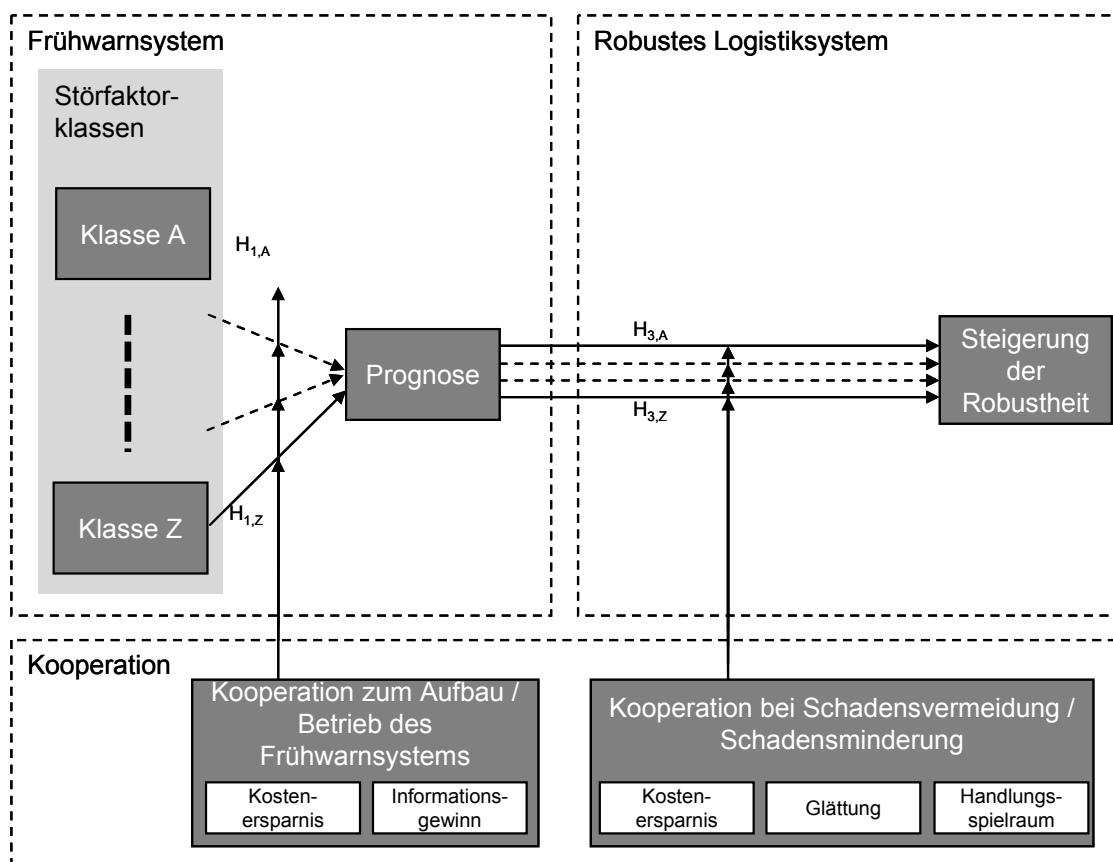 Frühwarnsystem
Störfaktor-
klassen
Klasse A
H1,A
Prognose
Klasse Z
H1,Z
Robustes Logistiksystem
H3,A
H3,Z
Steigerung
der
Robustheit
Kooperation
Kooperation zum Aufbau /
Betrieb des
Frühwarnsystems
Kosten-
ersparnis
Informations-
gewinn
Kooperation bei Schadensvermeidung /
Schadensminderung
Kosten-
ersparnis
Glättung
Handlungs-
spielraum